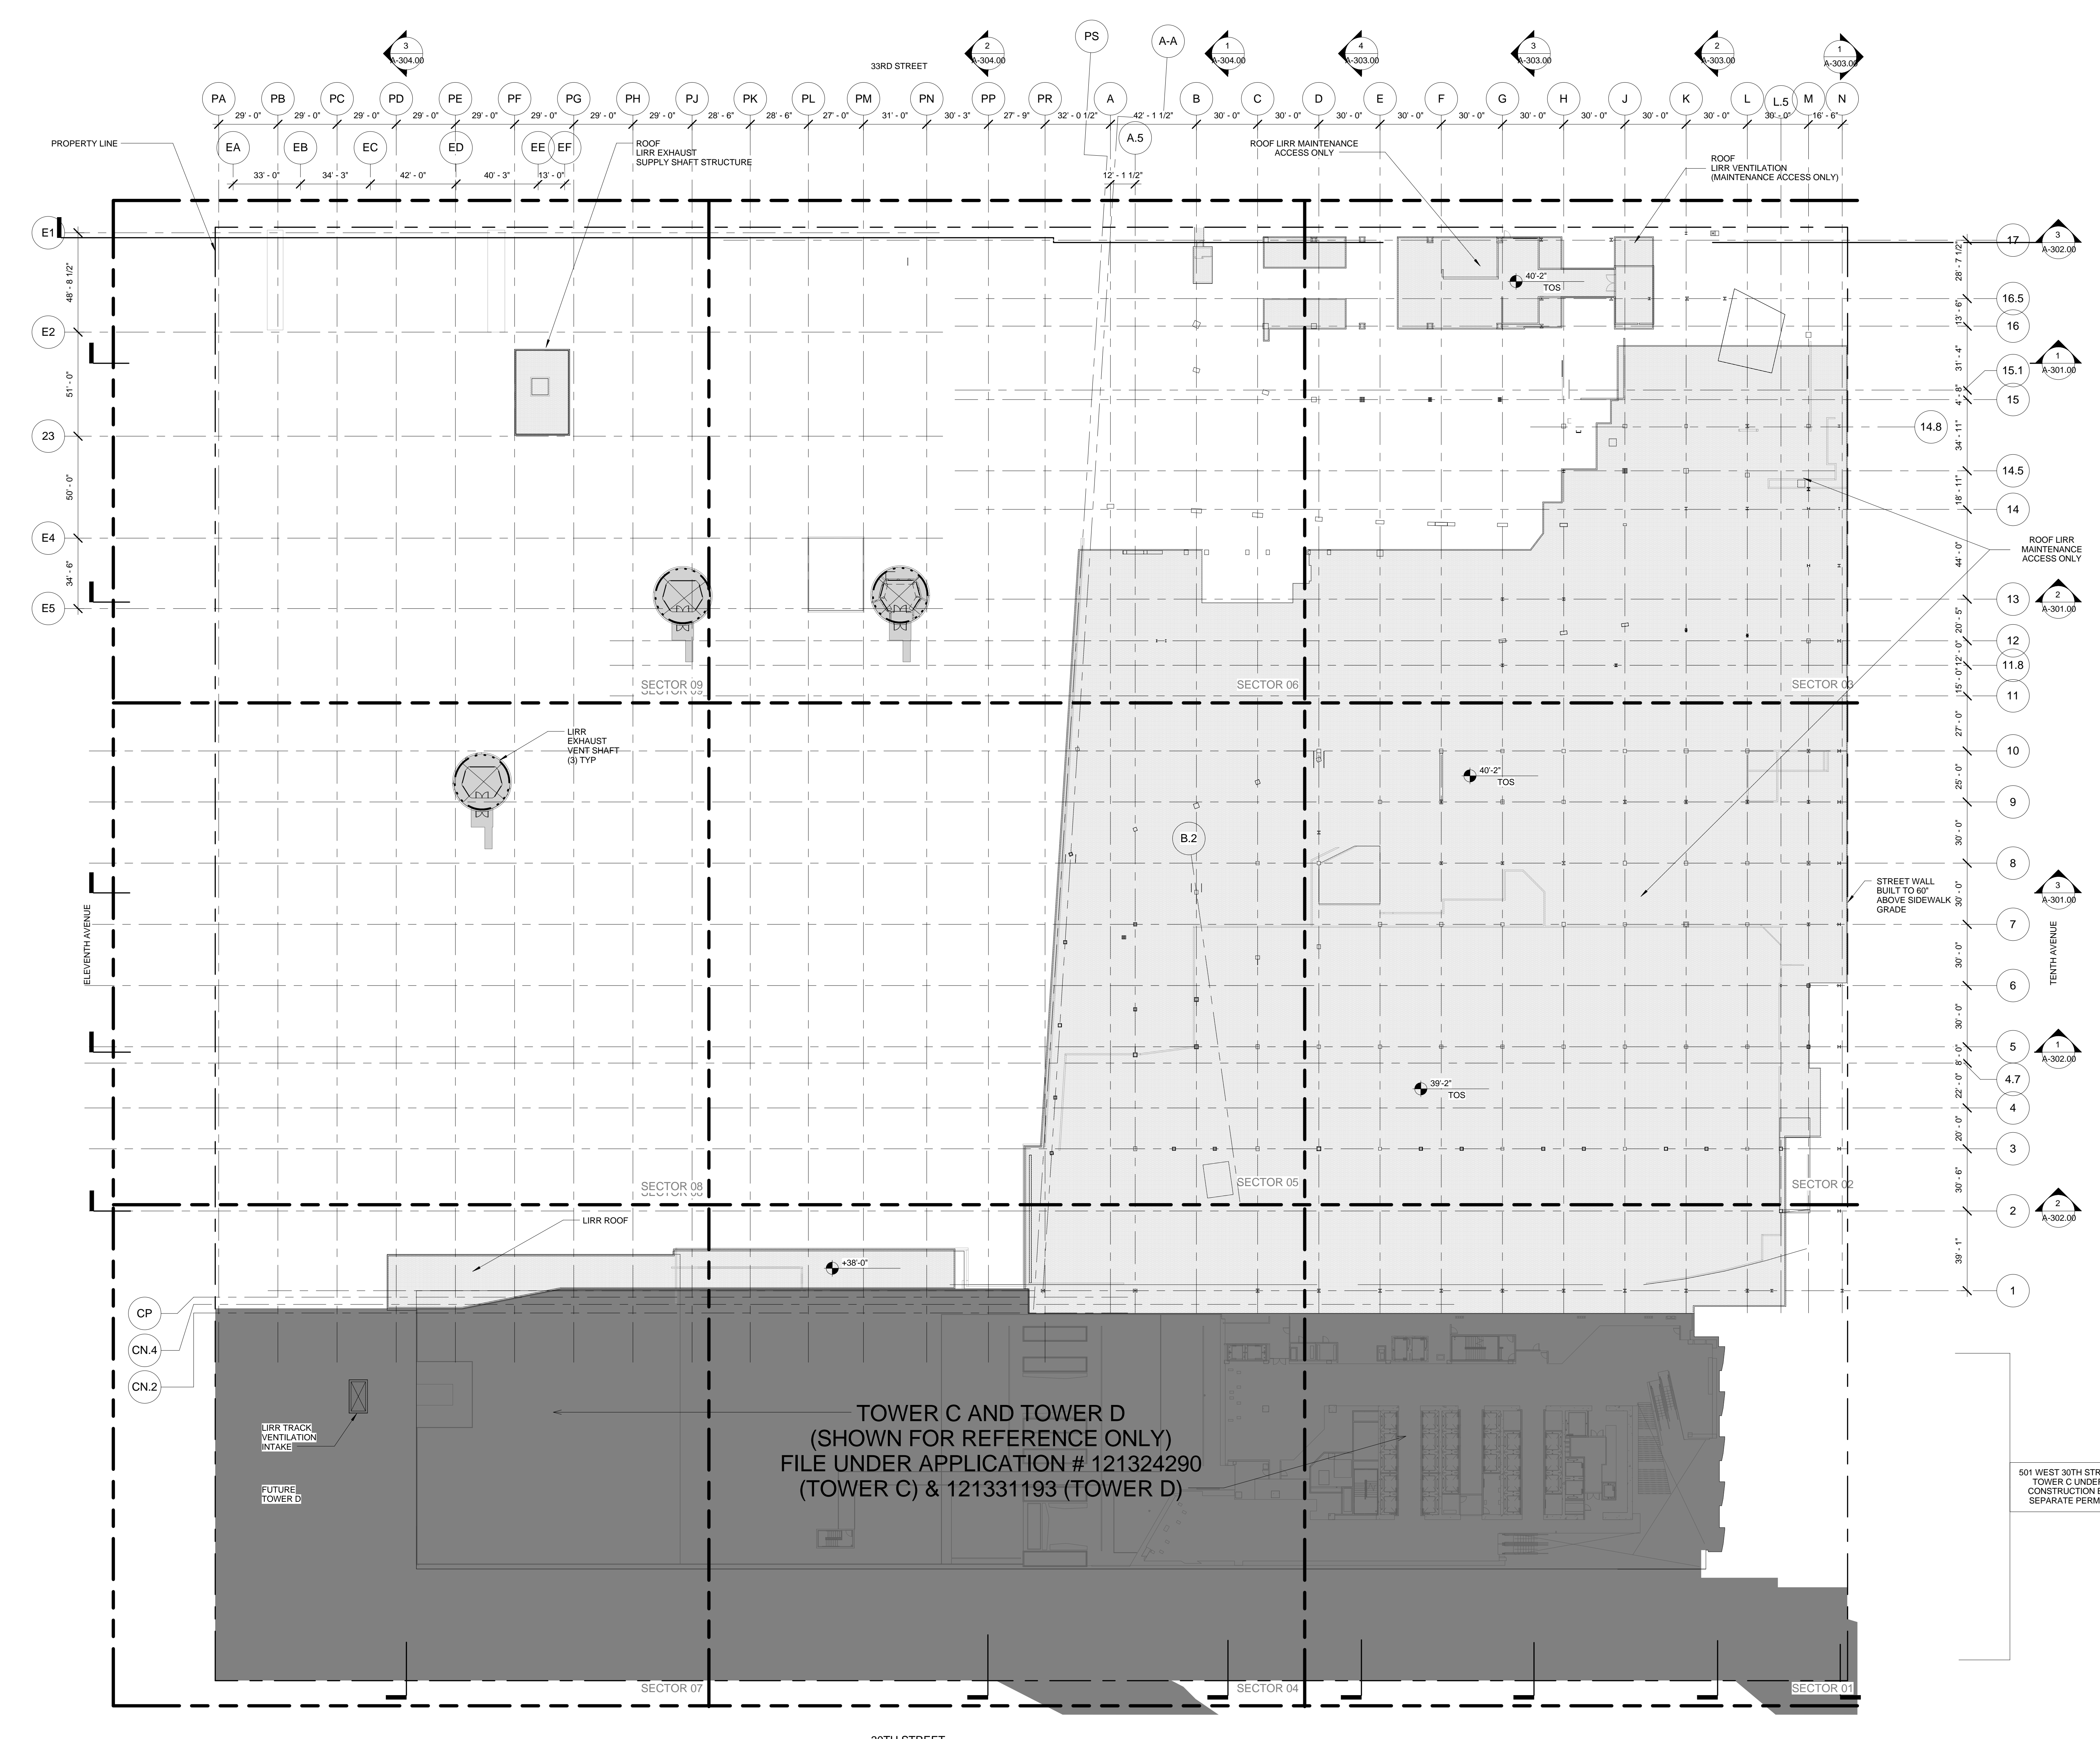 PS
A-A
3
A-304.00
2
A-304.00
1
A-304.00
4
A-303.00
3
A-303.00
2
A-303.00
1
A-303.00
33RD STREET
PA
PB
PC
PD
PE
PF
PG
PH
PJ
PK
PL
PM
PN
PP
PR
A
B
C
D
E
F
G
H
J
K
L
L.5
M
N
29' - 0"
29' - 0"
29' - 0"
29' - 0"
29' - 0"
29' - 0"
29' - 0"
29' - 0"
28' - 6"
28' - 6"
27' - 0"
31' - 0"
30' - 3"
27' - 9"
32' - 0 1/2"
42' - 1 1/2"
30' - 0"
30' - 0"
30' - 0"
30' - 0"
30' - 0"
30' - 0"
30' - 0"
30' - 0"
30' - 0"
30' - 0"
16' - 6"
A.5
PROPERTY LINE
EA
EB
EC
ED
EE
EF
33' - 0"
34' - 3"
42' - 0"
40' - 3"
13' - 0"
12' - 1 1/2"
ROOF
LIRR EXHAUST
SUPPLY SHAFT STRUCTURE
ROOF LIRR MAINTENANCE
ACCESS ONLY
ROOF
LIRR VENTILATION
(MAINTENANCE ACCESS ONLY)
E1
48' - 8 1/2"
E2
51' - 0"
23
50' - 0"
E4
34' - 6"
E5
40'-2"
TOS
17
3
A-302.00
28' - 7 1/2"
16.5
13' - 6"
16
31' - 4"
15.1
1
A-301.00
4' - 8"
15
34' - 11"
14.8
14.5
18' - 11"
14
44' - 0"
ROOF LIRR
MAINTENANCE
ACCESS ONLY
13
2
A-301.00
20' - 5"
12
12' - 0"
11.8
15' - 0"
11
SECTOR 09
SECTOR 06
SECTOR 03
27' - 0"
10
25' - 0"
9
30' - 0"
8
30' - 0"
3
A-301.00
7
30' - 0"
6
30' - 0"
5
1
A-302.00
8' - 0"
4.7
22' - 0"
4
20' - 0"
3
30' - 6"
2
2
A-302.00
39' - 1"
1
LIRR
EXHAUST
VENT SHAFT
(3) TYP
40'-2"
TOS
B.2
STREET WALL
BUILT TO 60"
ABOVE SIDEWALK
GRADE
ELEVENTH AVENUE
TENTH AVENUE
39'-2"
TOS
SECTOR 08
SECTOR 05
SECTOR 02
LIRR ROOF
+38'-0"
CP
CN.4
CN.2
TOWER C AND TOWER D
(SHOWN FOR REFERENCE ONLY)
FILE UNDER APPLICATION # 121324290
(TOWER C) & 121331193 (TOWER D)
LIRR TRACK
VENTILATION
INTAKE
FUTURE
TOWER D
501 WEST 30TH
TOWER C
CONSTRUCTION
SEPARATE
SECTOR 07
SECTOR 04
SECTOR 01
STREET